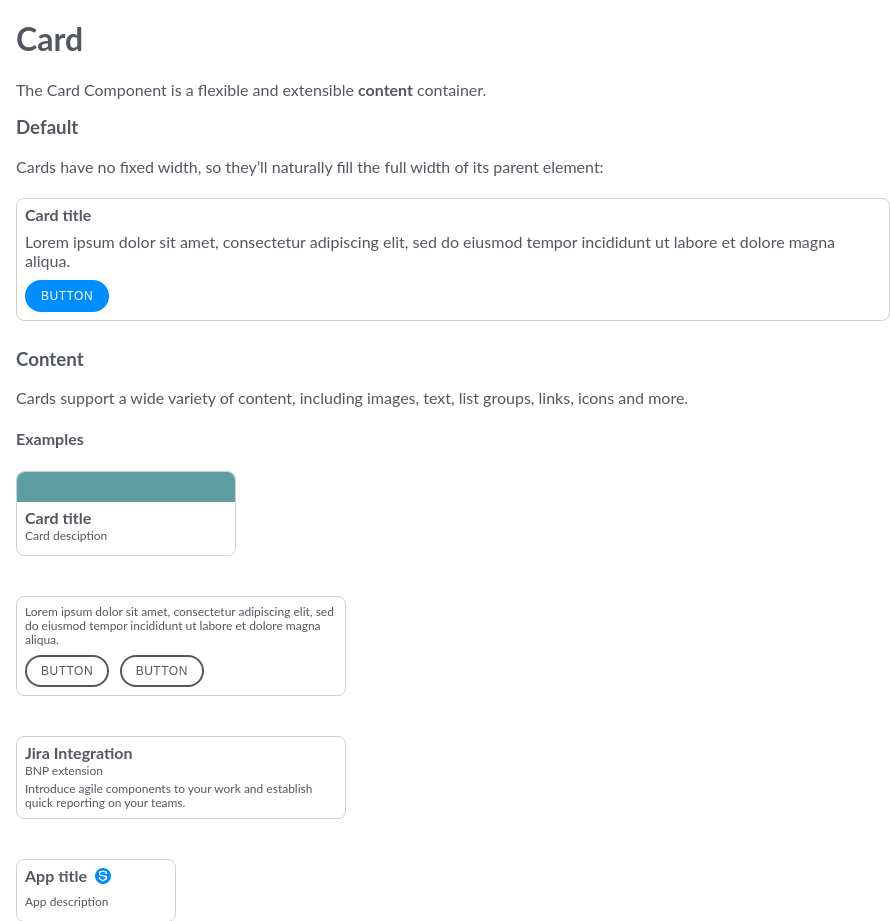 Card
The Card Component is a flexible and extensible content container.
Default
Cards have no fixed width, so they'll naturally fill the full width of its parent element:
Card title
Lorem ipsum dolor sit amet, consectetur adipiscing elit, sed do eiusmod tempor incididunt ut labore et dolore magna
aliqua.
BUTTON
Content
Cards support a wide variety of content, including images, text, list groups, links, icons and more.
Examples
Card title
Card desciption
Lorem ipsum dolor sit amet, consectetur adipiscing elit, sed
do eiusmod tempor incididunt ut labore et dolore magna
aliqua.
BUTTON BUTTON
Jira Integration
BNP extension
Introduce agile components to your work and establish
quick reporting on your teams.
App title S
App description